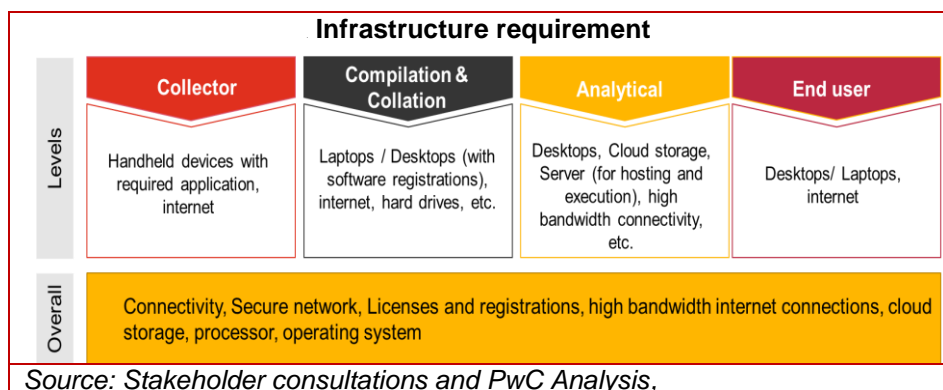 Infrastructure requirement
Levels
Collector
Handheld devices with
required application,
internet
Compilation &
Collation
Laptops / Desktops (with
software registrations),
internet, hard drives, etc.
Analytical
Desktops, Cloud storage,
Server (for hosting and
execution), high
bandwidth connectivity,
etc.
End user
Desktops/ Laptops,
internet
Overall
Connectivity, Secure network, Licenses and registrations, high bandwidth internet connections, cloud
storage, processor, operating system
Source: Stakeholder consultations and PwC Analysis,